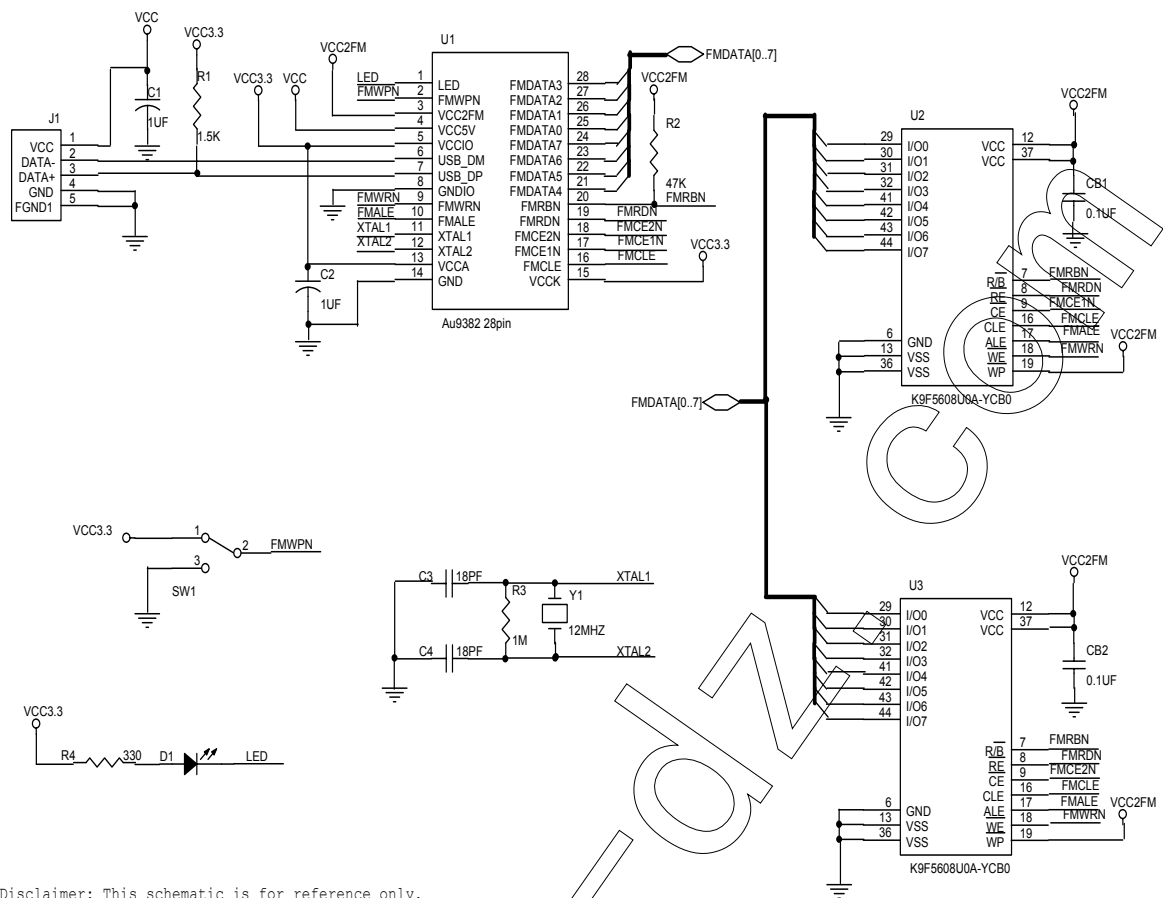 VCC
VCC3.3
C1
1UF
R1
1.5K
J1
VCC 1
DATA- 2
DATA+ 3
GND 4
FGND1 5
VCC3.3
VCC
VCC2FM
U1
LED 1 LED
FMWPN 2 FMWPN
3 VCC2FM
4 VCC5V
5 VCCIO
6 USB_DM
7 USB_DP
8 GNDIO
FMWRN 9 FMWRN
FMALE 10 FMALE
XTAL1 11 XTAL1
XTAL2 12 XTAL2
13 VCCA
14 GND
FMDATA3 28
FMDATA2 27
FMDATA1 26
FMDATA0 25
FMDATA7 24
FMDATA6 23
FMDATA5 22
FMDATA4 21
FMRBN 20 FMRBN
FMRDN 19 FMRDN
FMCE2N 18 FMCE2N
FMCE1N 17 FMCE1N
FMCLE 16 FMCLE
VCCK 15
Au9382 28pin
C2
1UF
FMDATA[0..7]
VCC2FM
R2
47K
VCC3.3
FMDATA[0..7]
U2
VCC2FM
29 I/O0
30 I/O1
31 I/O2
32 I/O3
41 I/O4
42 I/O5
43 I/O6
44 I/O7
VCC 12
VCC 37
CB1
0.1UF
R/B 7 FMRBN
RE 8 FMRDN
CE 9 FMCE1N
CLE 16 FMCLE
ALE 17 FMALE
WE 18 FMWRN
WP 19
VCC2FM
6 GND
13 VSS
36 VSS
K9F5608U0A-YCB0
VCC3.3
1
2 FMWPN
3
SW1
C3 18PF
R3
1M
Y1
12MHZ
XTAL1
C4 18PF
XTAL2
VCC3.3
R4 330 D1 LED
U3
VCC2FM
29 I/O0
30 I/O1
31 I/O2
32 I/O3
41 I/O4
42 I/O5
43 I/O6
44 I/O7
VCC 12
VCC 37
CB2
0.1UF
R/B 7 FMRBN
RE 8 FMRDN
CE 9 FMCE2N
CLE 16 FMCLE
ALE 17 FMALE
WE 18 FMWRN
WP 19
VCC2FM
6 GND
13 VSS
36 VSS
K9F5608U0A-YCB0
Disclaimer: This schematic is for reference only.
-dz.com